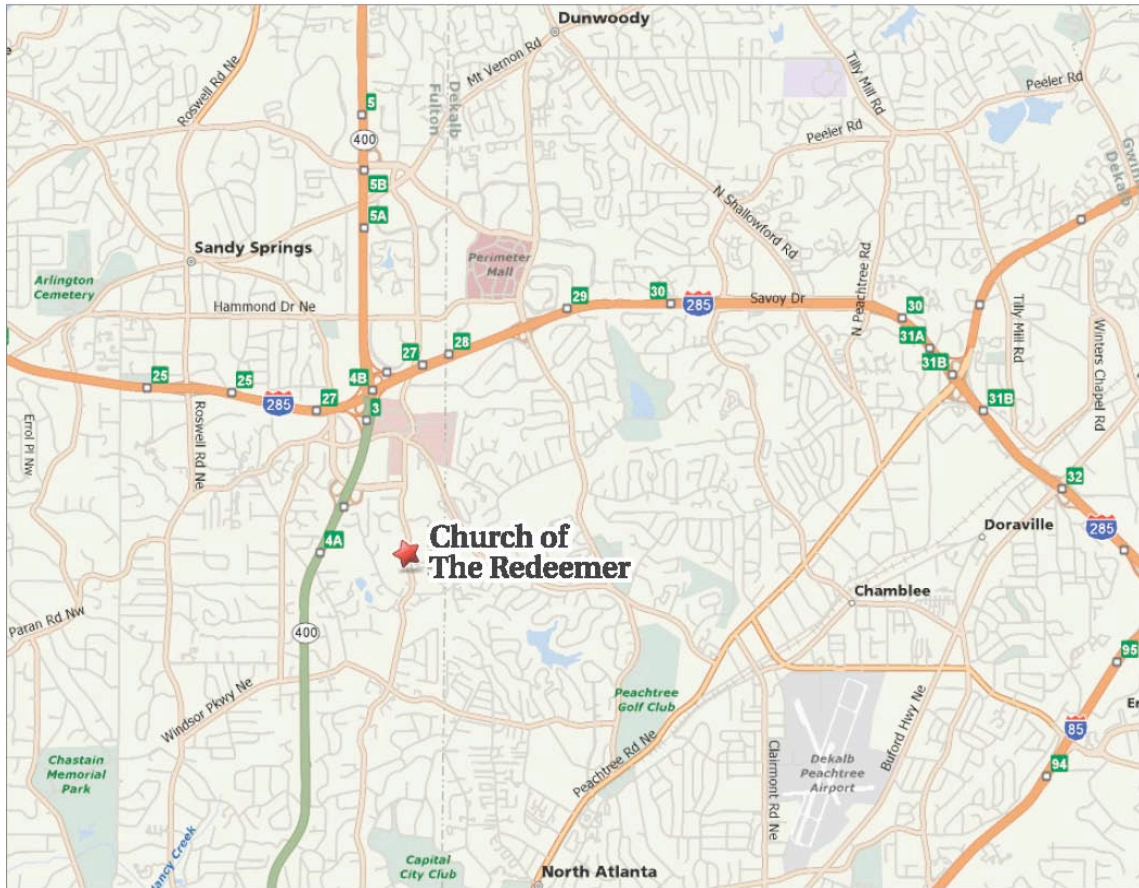 Dunwoody
Mt Vernon Rd
Roswell Rd Ne
Tilly Mill Rd
Peeler Rd
5
Dekalb
Fulton
400
Peeler Rd
Dekalb
5B
N Shallowford Rd
5A
Sandy Springs
Perimeter
Mall
Arlington
Cemetery
N Peachtree Rd
Hammond Dr Ne
29
30
285
Savoy Dr
30
Tilly Mill Rd
Winters Chapel Rd
31A
28
27
31B
25
25
4B
285
27
3
31B
Roswell Rd Ne
Errol Pl Nw
32
Doraville
285
4A
Church of
The Redeemer
Chamblee
Paran Rd Nw
400
95
Windsor Pkwy Ne
Peachtree
Golf Club
Buford Hwy Ne
85
Chastain
Memorial
Park
Peachtree Rd Ne
Clairmont Rd Ne
Dekalb
Peachtree
Airport
94
Capital
City Club
North Atlanta